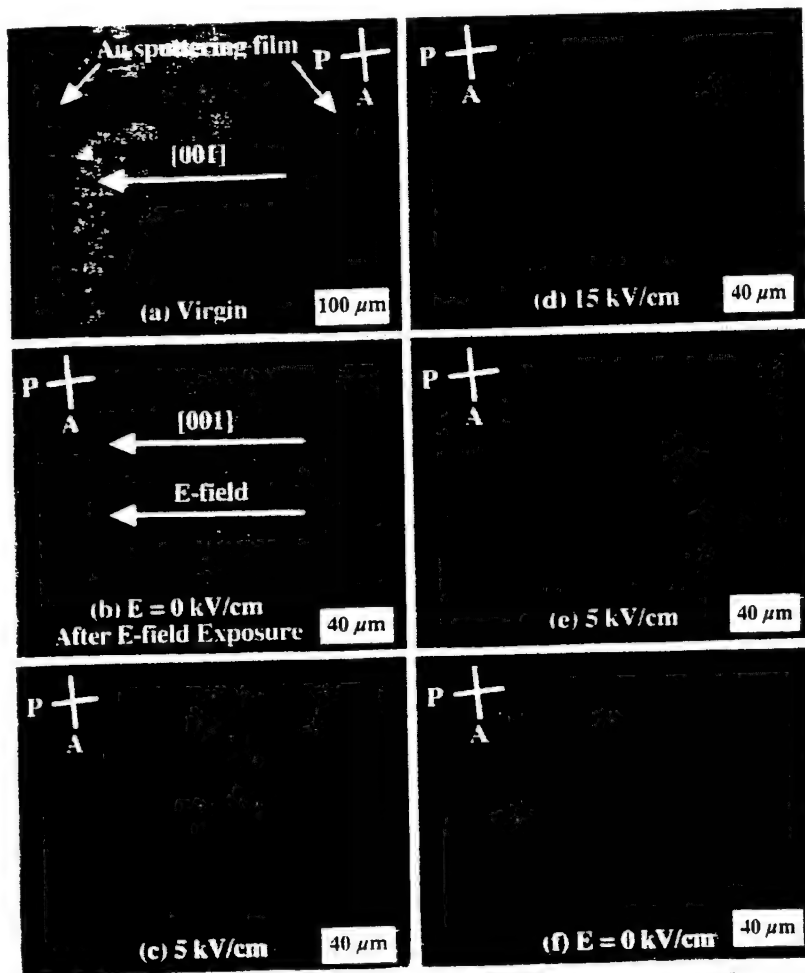 Au sputtering film
P
A
[001]
(a) Virgin
100 µm
P
A
[001]
E-field
(b) E = 0 kV/cm
After E-field Exposure
40 µm
P
A
(c) 5 kV/cm
40 µm
P
A
(d) 15 kV/cm
40 µm
P
A
(e) 5 kV/cm
40 µm
P
A
(f) E = 0 kV/cm
40 µm